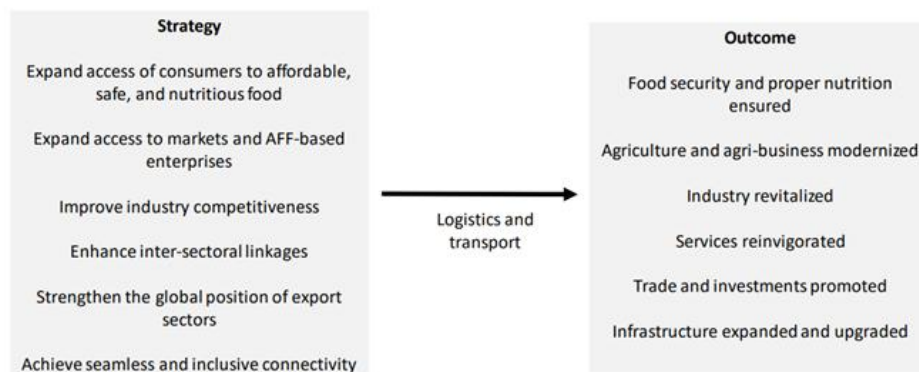 Strategy
Expand access of consumers to affordable,
safe, and nutritious food
Expand access to markets and AFF-based
enterprises
Improve industry competitiveness
Enhance inter-sectoral linkages
Strengthen the global position of export
sectors
Achieve seamless and inclusive connectivity
Logistics and
transport
Outcome
Food security and proper nutrition
ensured
Agriculture and agri-business modernized
Industry revitalized
Services reinvigorated
Trade and investments promoted
Infrastructure expanded and upgraded